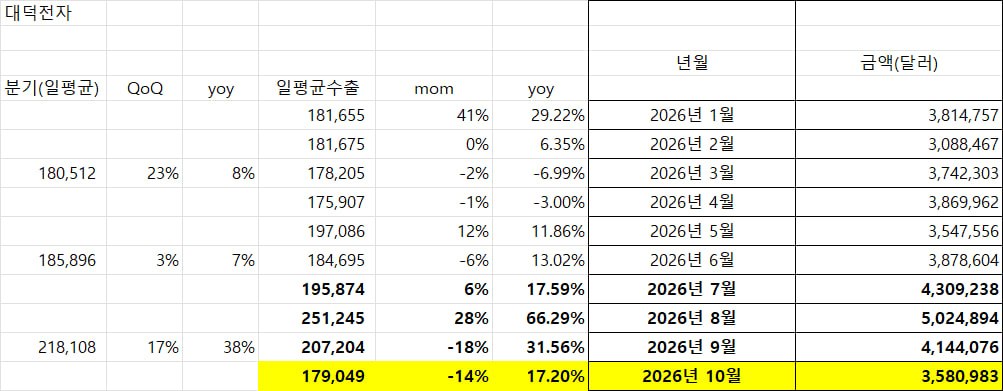 대덕전자
년월 금액(달러)
분기(일평균) QoQ yoy 일평균수출 mom yoy
181,655 41% 29.22% 2026년 1월 3,814,757
181,675 0% 6.35% 2026년 2월 3,088,467
180,512 23% 8% 178,205 -2% -6.99% 2026년 3월 3,742,303
175,907 -1% -3.00% 2026년 4월 3,869,962
197,086 12% 11.86% 2026년 5월 3,547,556
185,896 3% 7% 184,695 -6% 13.02% 2026년 6월 3,878,604
195,874 6% 17.59% 2026년 7월 4,309,238
251,245 28% 66.29% 2026년 8월 5,024,894
218,108 17% 38% 207,204 -18% 31.56% 2026년 9월 4,144,076
179,049 -14% 17.20% 2026년 10월 3,580,983